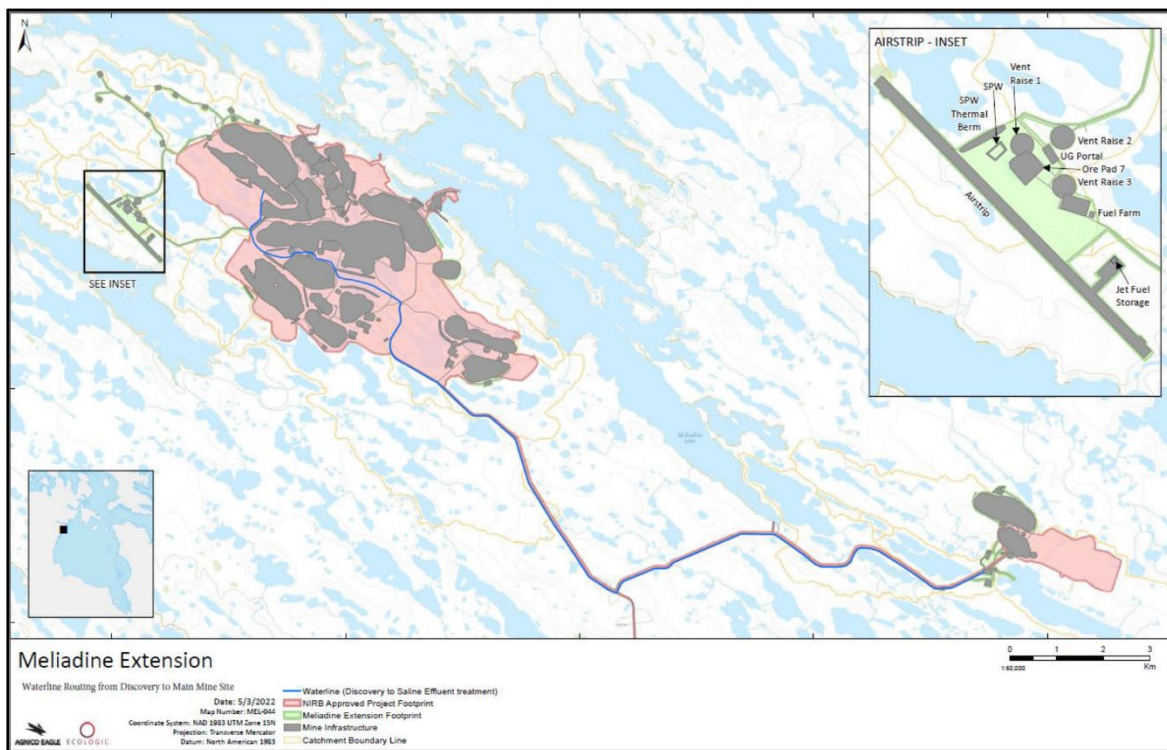 N
AIRSTRIP - INSET
Vent
Raise 1
SPW
SPW
Thermal
Berm
Vent Raise 2
UG Portal
Ore Pad 7
Vent Raise 3
Airstrip
Fuel Farm
Jet Fuel
Storage
SEE INSET
Meliadine
Meliadine Extension
Waterline Routing from Discovery to Main Mine Site
Date: 5/3/2022
Map Number: MEL-044
Coordinate System: NAD 1983 UTM Zone 15N
Projection: Transverse Mercator
Datum: North American 1983
AGNICO EAGLE
ECOLOGIC
Waterline (Discovery to Saline Effluent treatment)
NIRB Approved Project Footprint
Meliadine Extension Footprint
Mine Infrastructure
Catchment Boundary Line
0 1 2 3
1:60,000
Km